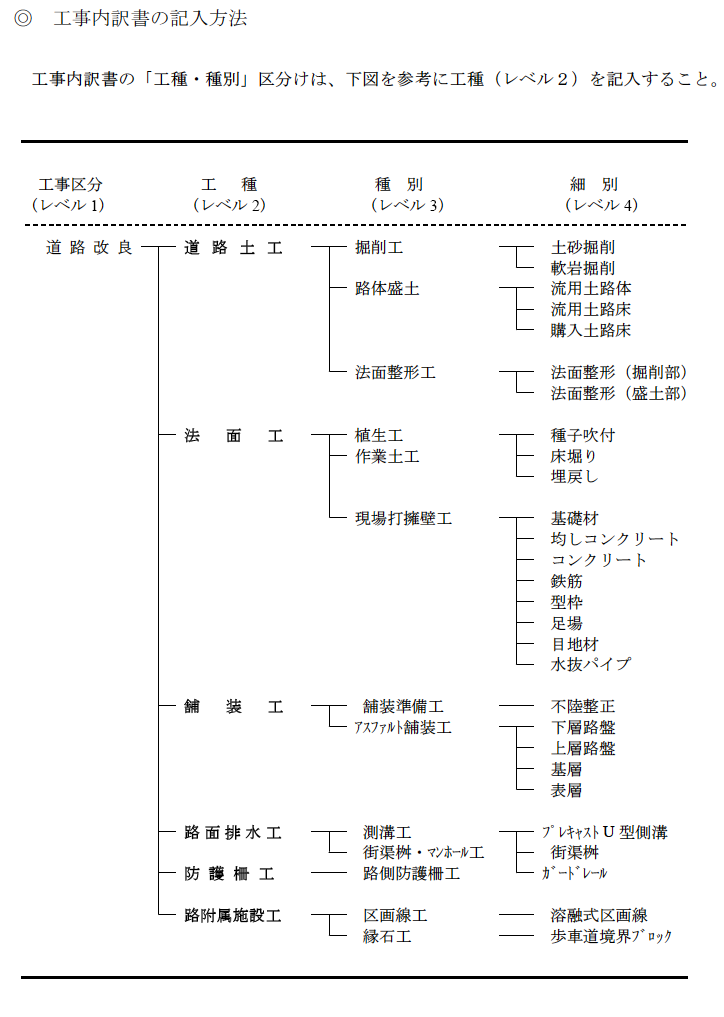 ◎　工事内訳書の記入方法
工事内訳書の「工種・種別」区分けは、下図を参考に工種（レベル２）を記入すること。
工事区分　工　種　種　別　細　別
（レベル 1）　（レベル 2）　（レベル 3）　（レベル 4）
道 路 改 良　道 路 土 工　掘削工　土砂掘削
軟岩掘削
路体盛土　流用土路体
流用土路床
購入土路床
法面整形工　法面整形（掘削部）
法面整形（盛土部）
法　面　工　植生工　種子吹付
作業土工　床堀り
埋戻し
現場打擁壁工　基礎材
均しコンクリート
コンクリート
鉄筋
型枠
足場
目地材
水抜パイプ
舗　装　工　舗装準備工　不陸整正
ｱｽﾌｧﾙﾄ舗装工　下層路盤
上層路盤
基層
表層
路 面 排 水 工　測溝工　ﾌﾟﾚｷｬｽﾄ U 型側溝
街渠桝・ﾏﾝﾎｰﾙ工　街渠桝
防 護 柵 工　路側防護柵工　ｶﾞｰﾄﾞﾚｰﾙ
路附属施設工　区画線工　溶融式区画線
縁石工　歩車道境界ﾌﾞﾛｯｸ